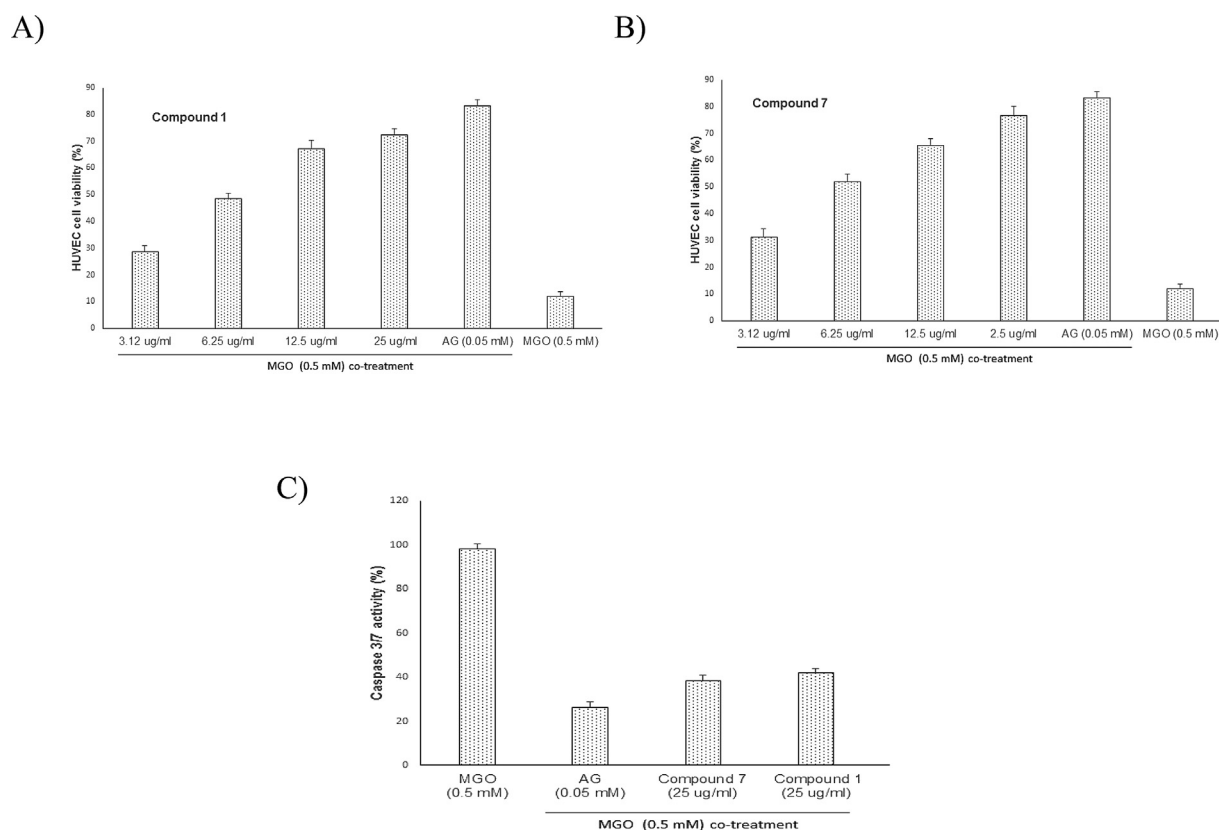 A)
HUVEC cell viability (%)
90
80
70
60
50
40
30
20
10
0
Compound 1
3.12 ug/ml 6.25 ug/ml 12.5 ug/ml 25 ug/ml AG (0.05 mM) MGO (0.5 mM)
MGO (0.5 mM) co-treatment
B)
HUVEC cell viability (%)
90
80
70
60
50
40
30
20
10
0
Compound 7
3.12 ug/ml 6.25 ug/ml 12.5 ug/ml 2.5 ug/ml AG (0.05 mM) MGO (0.5 mM)
MGO (0.5 mM) co-treatment
C)
Caspase 3/7 activity (%)
120
100
80
60
40
20
0
MGO AG Compound 7 Compound 1
(0.5 mM) (0.05 mM) (25 ug/ml) (25 ug/ml)
MGO (0.5 mM) co-treatment